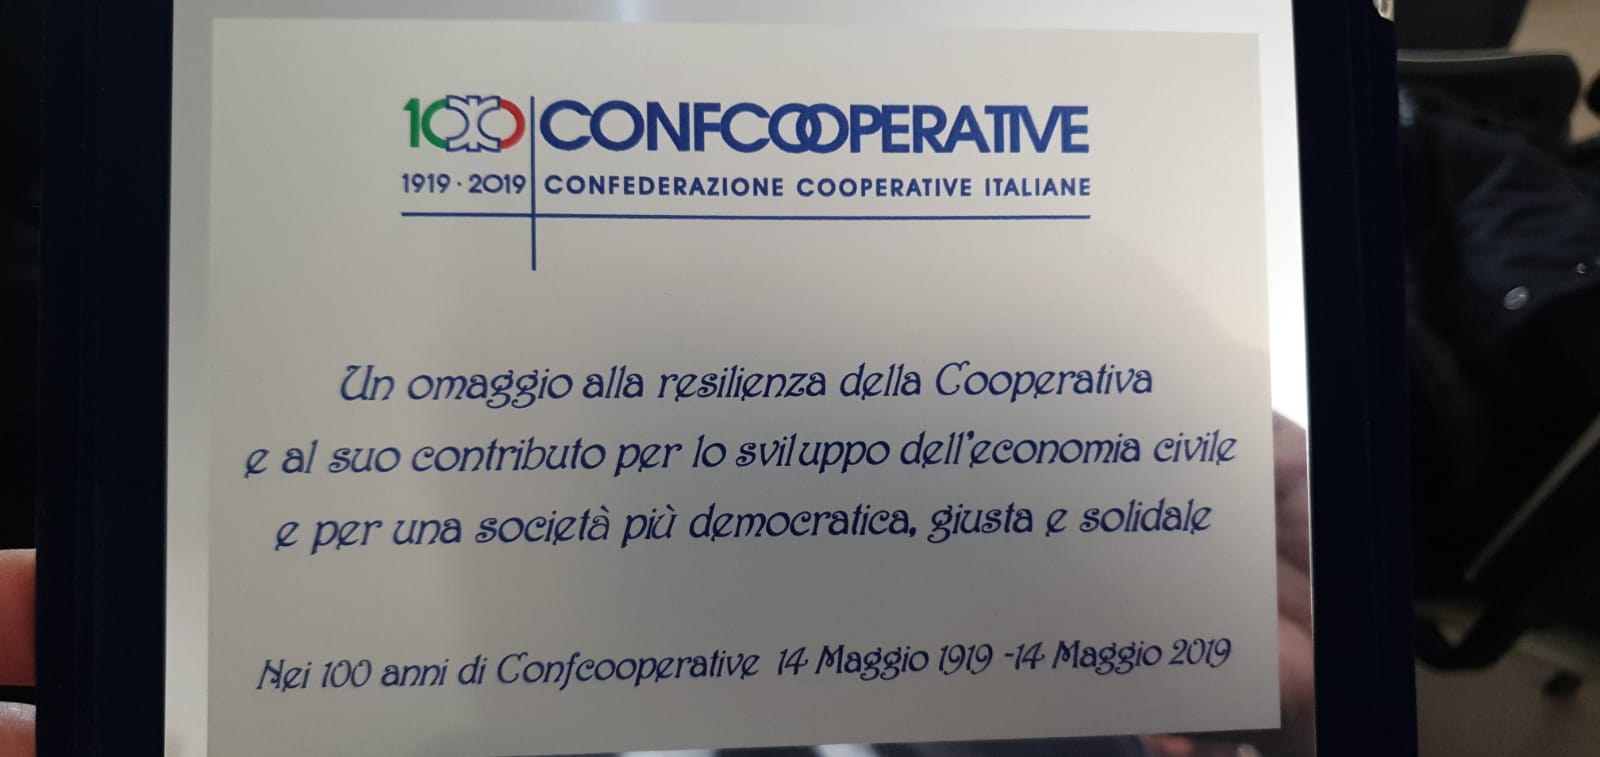 100 CONFCOOPERATIVE
1919 · 2019 CONFEDERAZIONE COOPERATIVE ITALIANE
Un omaggio alla resilienza della Cooperativa
e al suo contributo per lo sviluppo dell'economia civile
e per una società più democratica, giusta e solidale
Nei 100 anni di Confcooperative 14 Maggio 1919 -14 Maggio 2019